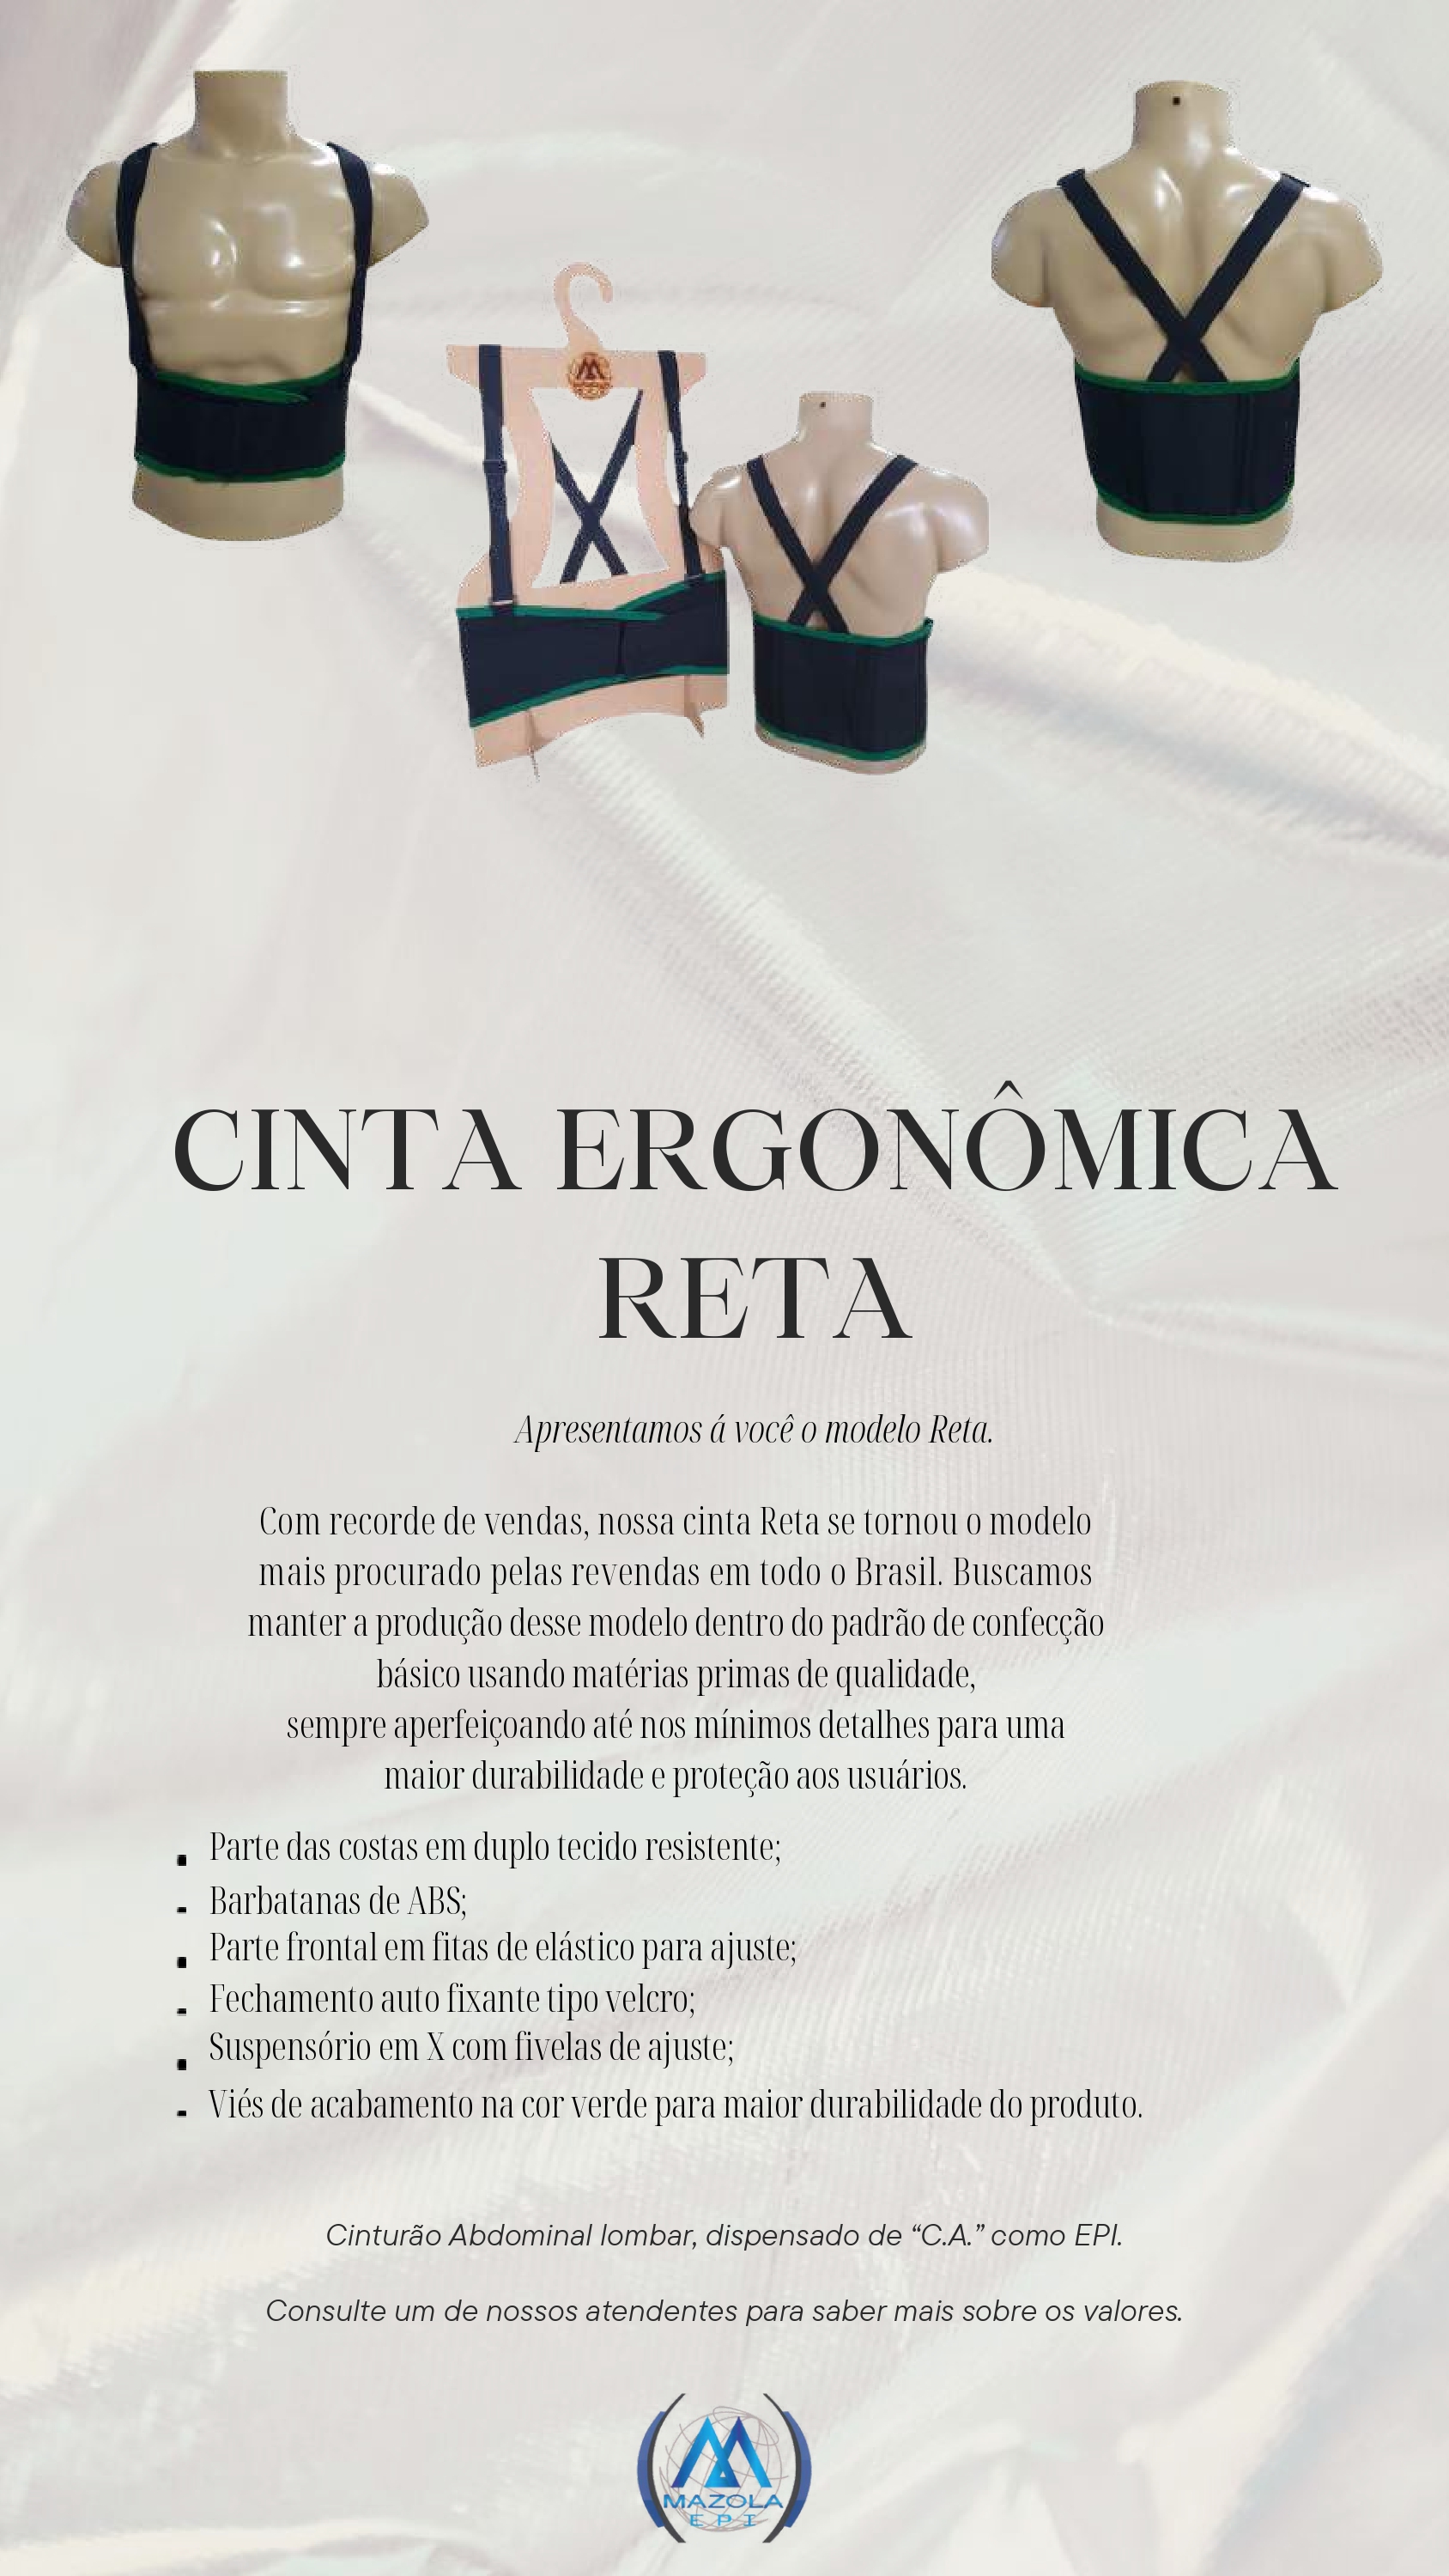 CINTA ERGONÔMICA
RETA
Apresentamos á você o modelo Reta.
Com recorde de vendas, nossa cinta Reta se tornou o modelo
mais procurado pelas revendas em todo o Brasil. Buscamos
manter a produção desse modelo dentro do padrão de confecção
básico usando matérias primas de qualidade,
sempre aperfeiçoando até nos mínimos detalhes para uma
maior durabilidade e proteção aos usuários.
Parte das costas em duplo tecido resistente;
Barbatanas de ABS;
Parte frontal em fitas de elástico para ajuste;
Fechamento auto fixante tipo velcro;
Suspensório em X com fivelas de ajuste;
Viés de acabamento na cor verde para maior durabilidade do produto.
Cinturão Abdominal lombar, dispensado de “C.A.” como EPI.
Consulte um de nossos atendentes para saber mais sobre os valores.
MAZOLA
EPI